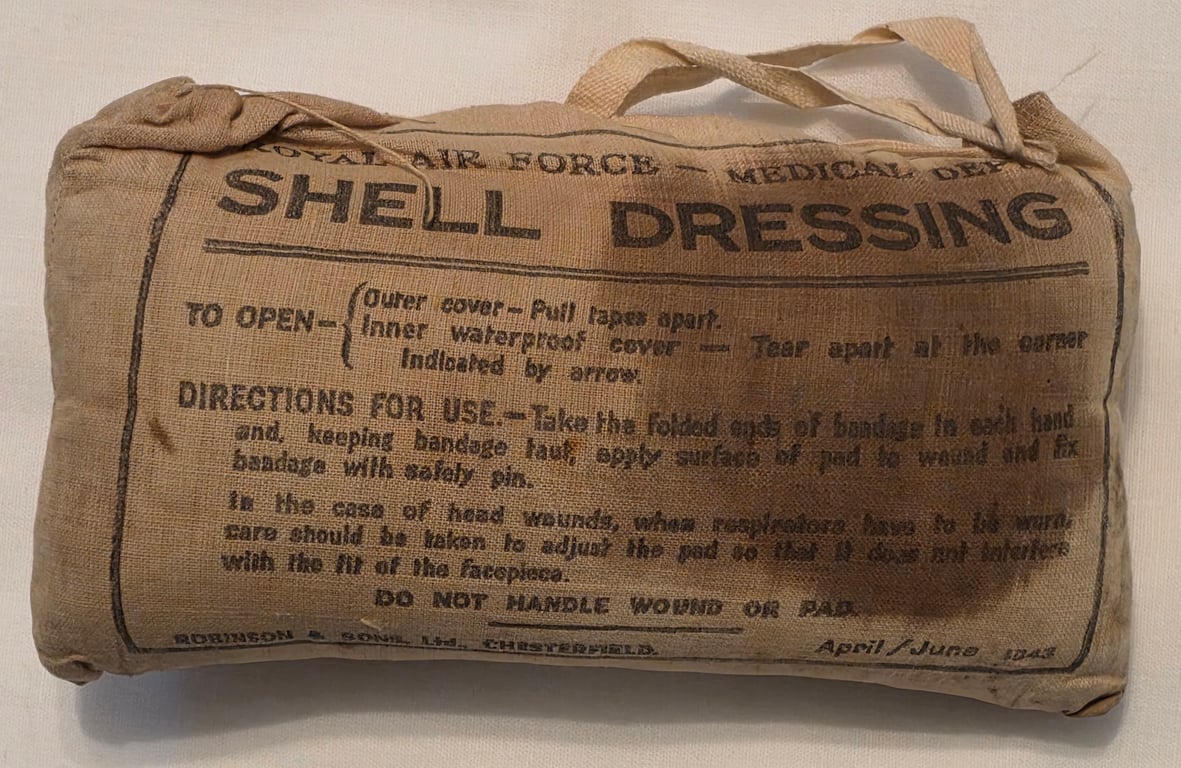 ROYAL AIR FORCE — MEDICAL DEPT
SHELL DRESSING
TO OPEN— { Outer cover — Pull tapes apart.
Inner waterproof cover — Tear apart at the corner
indicated by arrow.
DIRECTIONS FOR USE.—Take the folded ends of bandage in each hand
and, keeping bandage taut, apply surface of pad to wound and fix
bandage with safety pin.
In the case of head wounds, when respirators have to be worn,
care should be taken to adjust the pad so that it does not interfere
with the fit of the facepiece.
DO NOT HANDLE WOUND OR PAD.
ROBINSON & SONS, Ltd., CHESTERFIELD.
April/June 1943